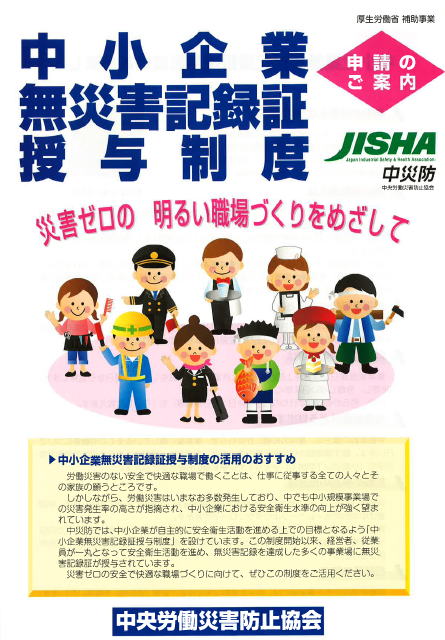 厚生労働省 補助事業
中小企業
無災害記録証
授与制度
申請の
ご案内
JISHA
Japan Industrial Safety & Health Association
中災防
中央労働災害防止協会
災害ゼロの 明るい職場づくりをめざして
▶中小企業無災害記録証授与制度の活用のおすすめ
労働災害のない安全で快適な職場で働くことは、仕事に従事する全ての人々とそ
の家族の願うところです。
しかしながら、労働災害はいまなお多数発生しており、中でも中小規模事業場で
の災害発生率の高さが指摘され、中小企業における安全衛生水準の向上が強く望ま
れています。
中災防では、中小企業が自主的に安全衛生活動を進める上での目標となるよう「中
小企業無災害記録証授与制度」を設けています。この制度開始以来、経営者、従業
員が一丸となって安全衛生活動を進め、無災害記録を達成した多くの事業場に無災
害記録証が授与されています。
災害ゼロの安全で快適な職場づくりに向けて、ぜひこの制度をご活用ください。
中央労働災害防止協会